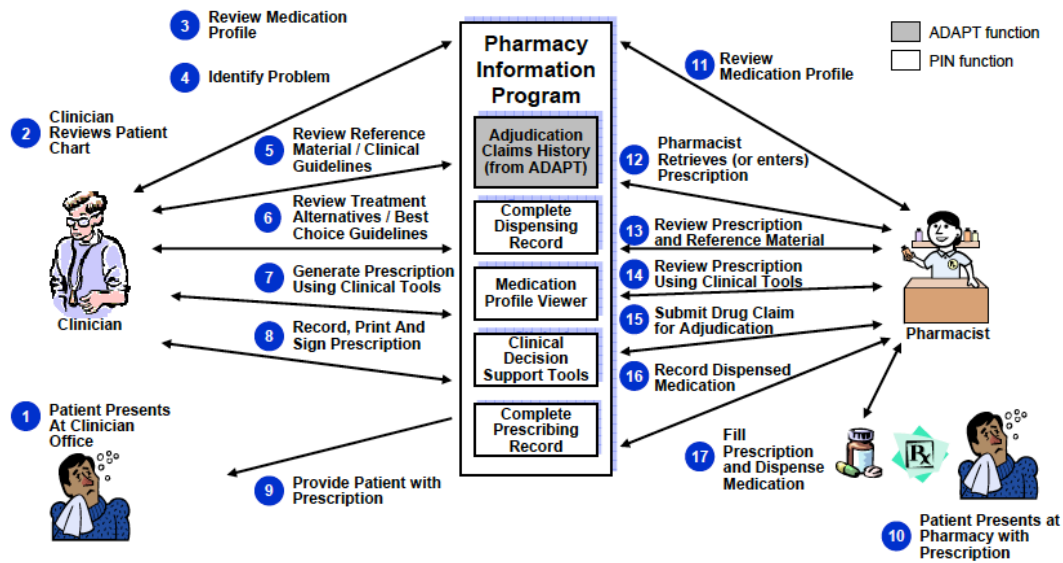 3
Review Medication
Profile
4
Identify Problem
2
Clinician
Reviews Patient
Chart
5
Review Reference
Material / Clinical
Guidelines
6
Review Treatment
Alternatives / Best
Choice Guidelines
7
Generate Prescription
Using Clinical Tools
Clinician
8
Record, Print And
Sign Prescription
1
Patient Presents
At Clinician
Office
9
Provide Patient with
Prescription
Pharmacy
Information
Program
Adjudication
Claims History
(from ADAPT)
Complete
Dispensing
Record
Medication
Profile Viewer
Clinical
Decision
Support Tools
Complete
Prescribing
Record
ADAPT function
PIN function
11
Review
Medication Profile
12
Pharmacist
Retrieves (or enters)
Prescription
13
Review Prescription
and Reference Material
14
Review Prescription
Using Clinical Tools
15
Submit Drug Claim
for Adjudication
Pharmacist
16
Record Dispensed
Medication
17
Fill
Prescription
and Dispense
Medication
Rx
10
Patient Presents at
Pharmacy with
Prescription